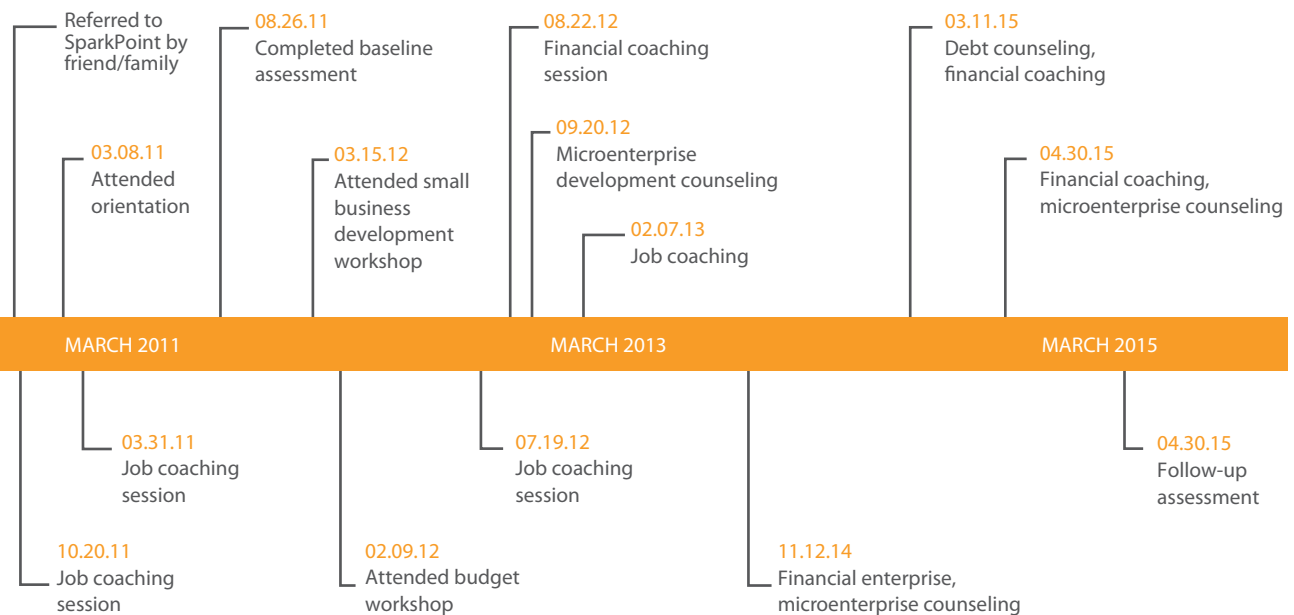 Referred to
SparkPoint by
friend/family
03.08.11
Attended
orientation
08.26.11
Completed baseline
assessment
03.15.12
Attended small
business
development
workshop
08.22.12
Financial coaching
session
09.20.12
Microenterprise
development counseling
02.07.13
Job coaching
03.11.15
Debt counseling,
financial coaching
04.30.15
Financial coaching,
microenterprise counseling
MARCH 2011
MARCH 2013
MARCH 2015
03.31.11
Job coaching
session
10.20.11
Job coaching
session
02.09.12
Attended budget
workshop
07.19.12
Job coaching
session
11.12.14
Financial enterprise,
microenterprise counseling
04.30.15
Follow-up
assessment